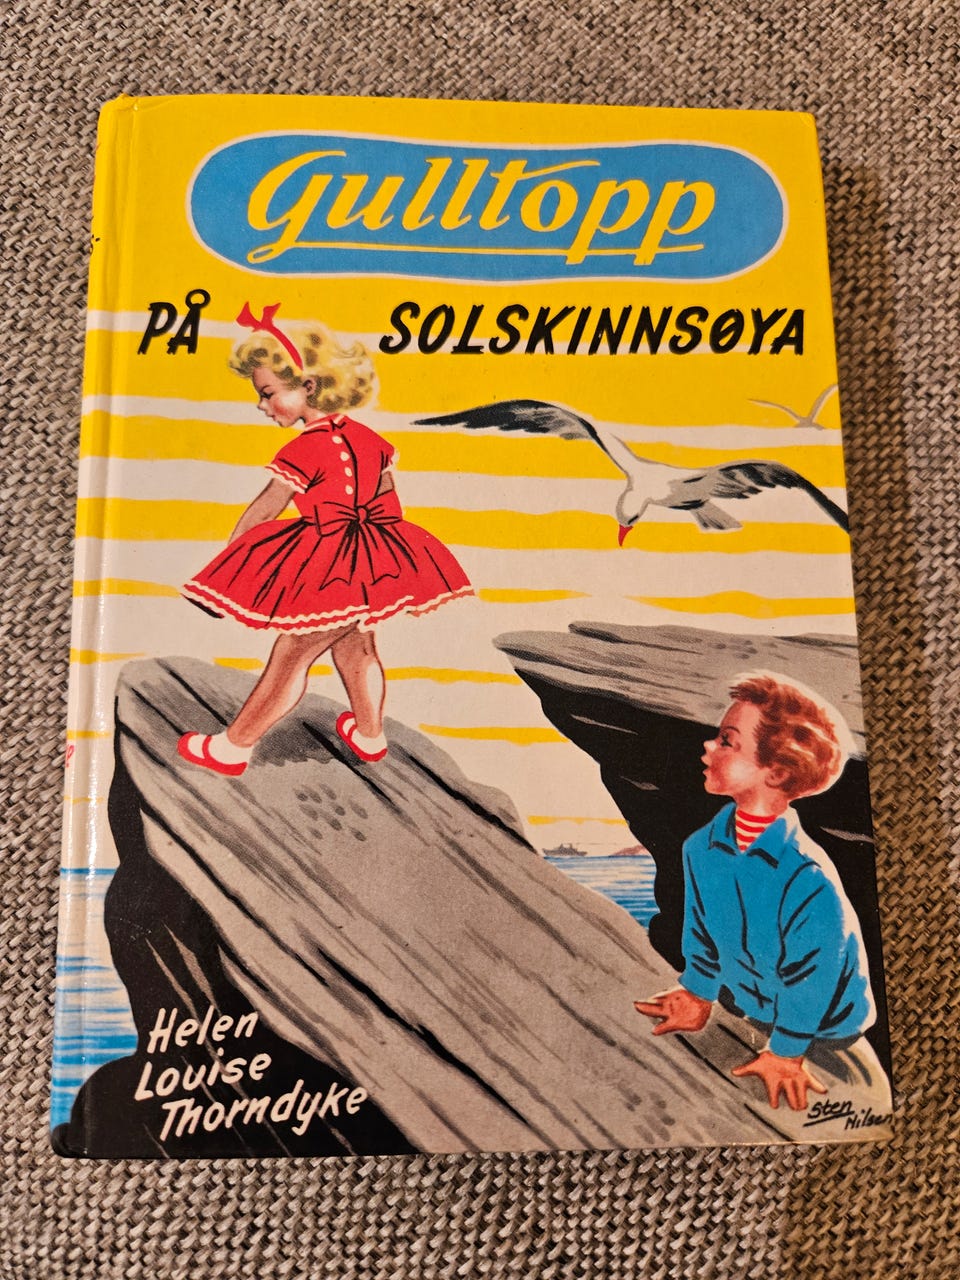 Gulltopp
PÅ SOLSKINNSØYA
Helen
Louise
Thorndyke
Sten
Nilsen